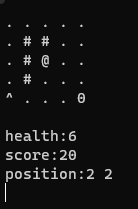 . . . . .
. # # . .
. # @ . .
. # . . .
^ . . . 0
health:6
score:20
position:2 2